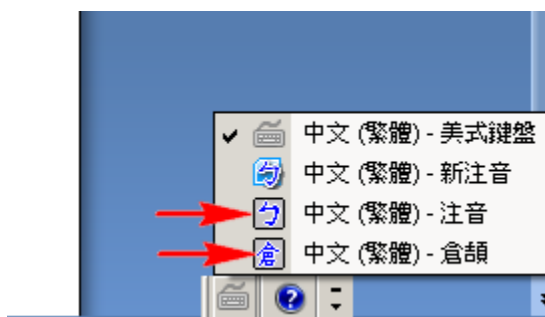 中文 (繁體) - 美式鍵盤
中文 (繁體) - 新注音
中文 (繁體) - 注音
中文 (繁體) - 倉頡